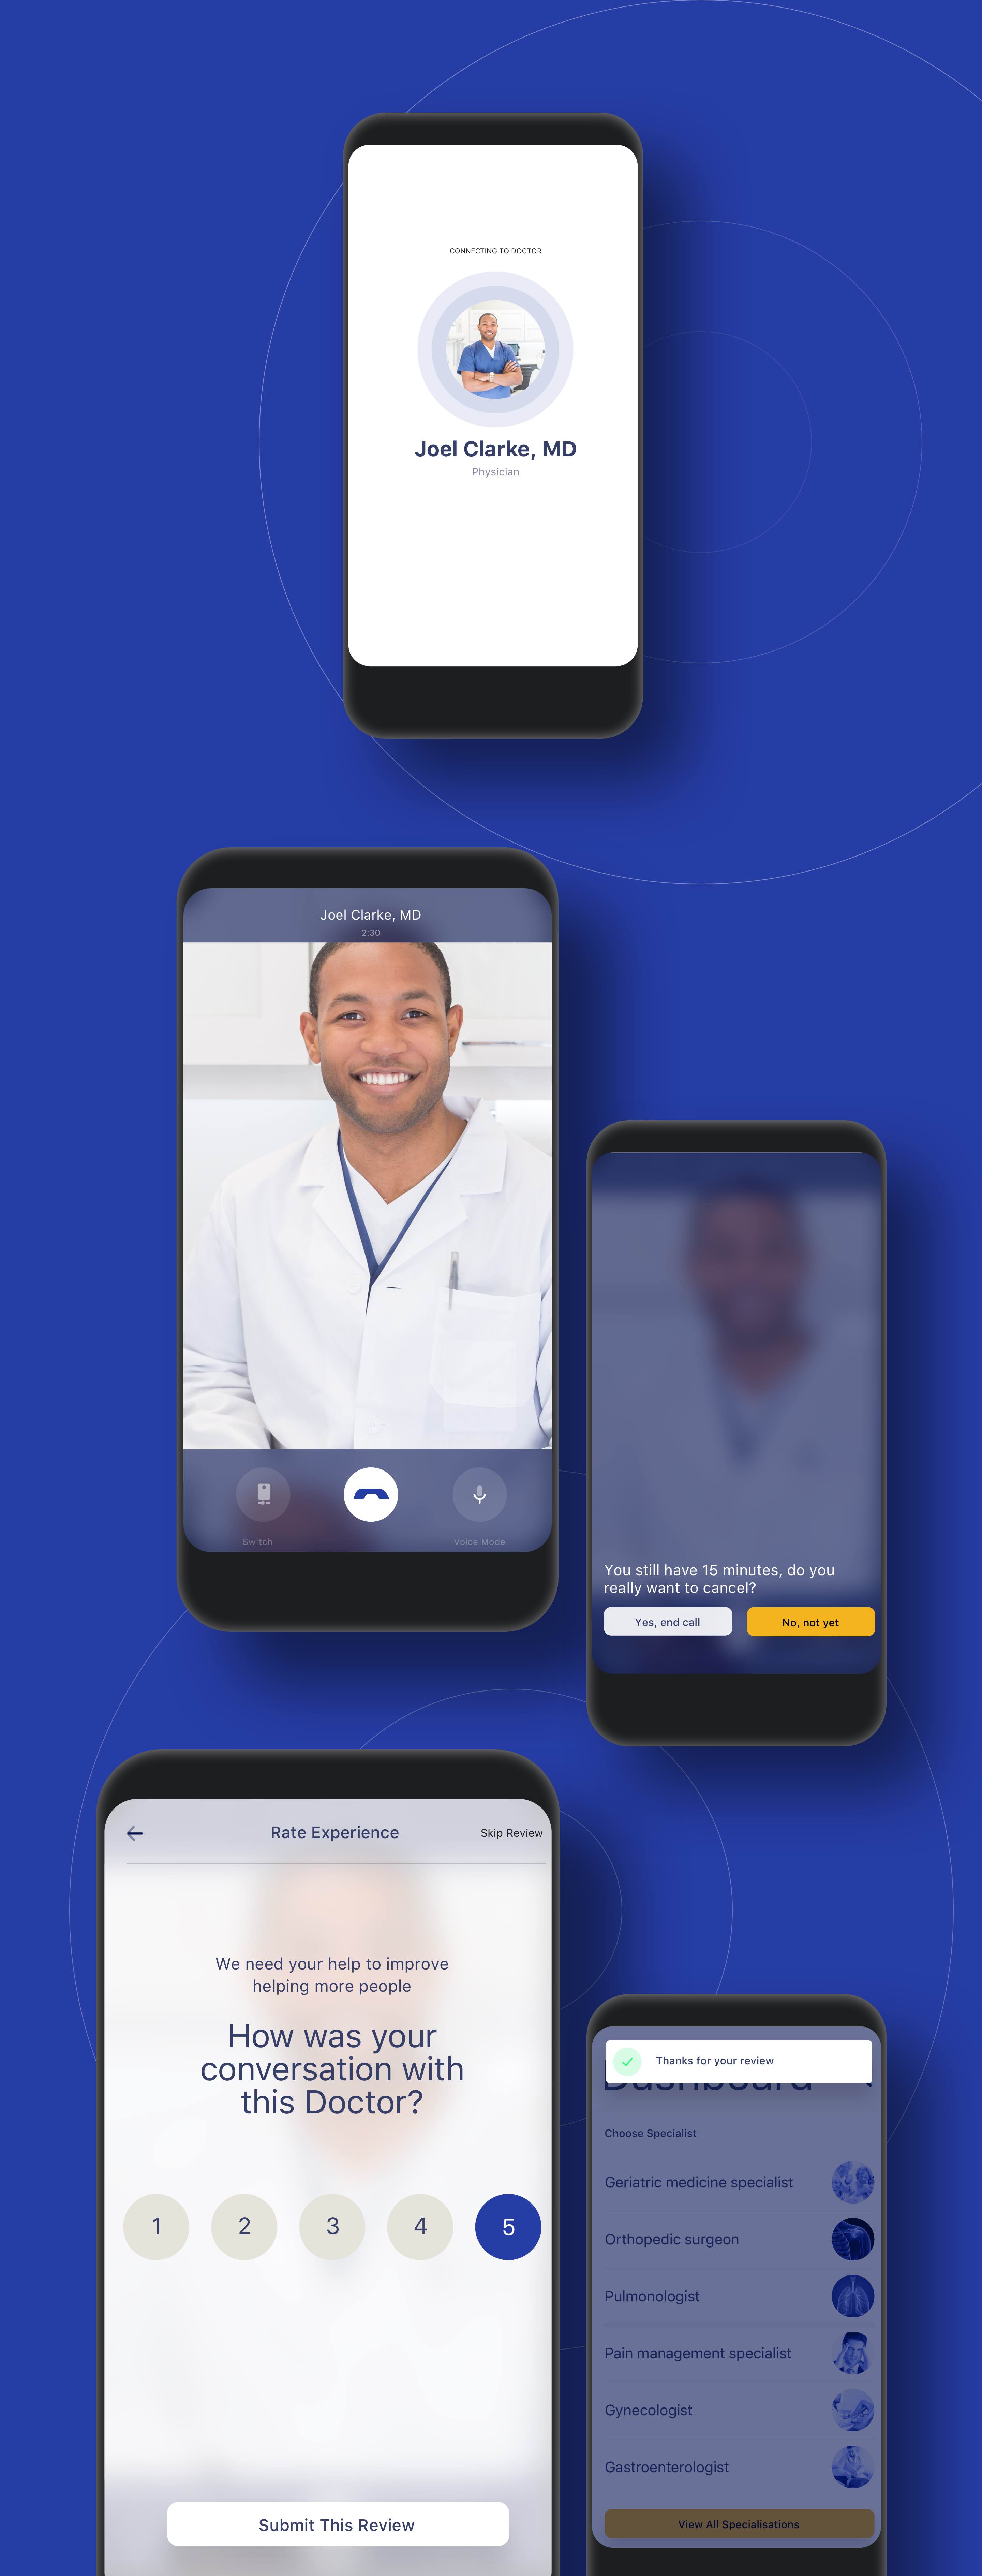 CONNECTING TO DOCTOR
Joel Clarke, MD
Physician
Joel Clarke, MD
2:30
Switch
Voice Mode
You still have 15 minutes, do you
really want to cancel?
Yes, end call
No, not yet
Rate Experience
Skip Review
We need your help to improve
helping more people
How was your
conversation with
this Doctor?
1
2
3
4
5
Submit This Review
Thanks for your review
Dashboard
Choose Specialist
Geriatric medicine specialist
Orthopedic surgeon
Pulmonologist
Pain management specialist
Gynecologist
Gastroenterologist
View All Specialisations